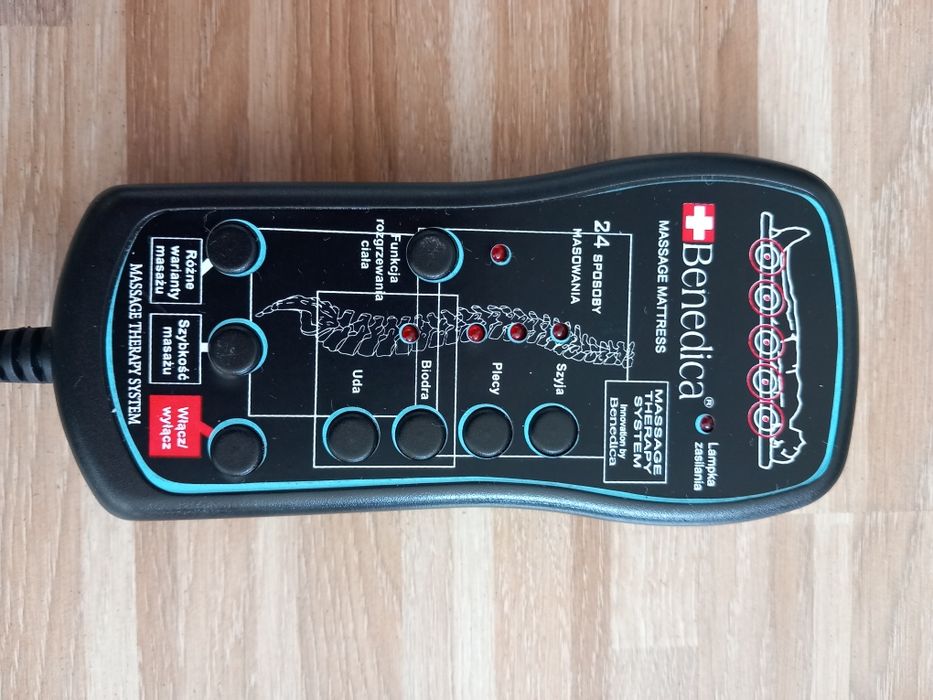 Benedica®
MASSAGE MATTRESS
Lampka
zasilania
24 SPOSOBY
MASOWANIA
MASSAGE
THERAPY
SYSTEM
Innovation by
Benedica
Szyja
Plecy
Biodra
Uda
Funkcja
rozgrzewania
ciała
Różne
warianty
masażu
Szybkość
masażu
Włącz/
wyłącz
MASSAGE THERAPY SYSTEM